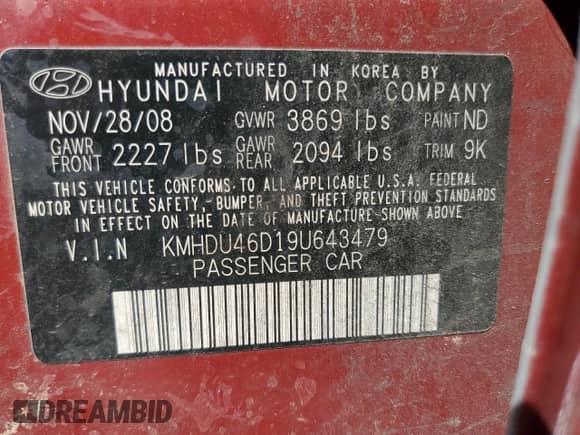 MANUFACTURED IN KOREA BY
HYUNDAI MOTOR COMPANY
NOV/28/08 GVWR 3869 lbs PAINT ND
GAWR FRONT 2227 lbs GAWR REAR 2094 lbs TRIM 9K
THIS VEHICLE CONFORMS TO ALL APPLICABLE U.S.A. FEDERAL
MOTOR VEHICLE SAFETY, BUMPER, AND THEFT PREVENTION STANDARDS
IN EFFECT ON THE DATE OF MANUFACTURE SHOWN ABOVE.
V.I.N KMHDU46D19U643479
PASSENGER CAR
DREAMBID